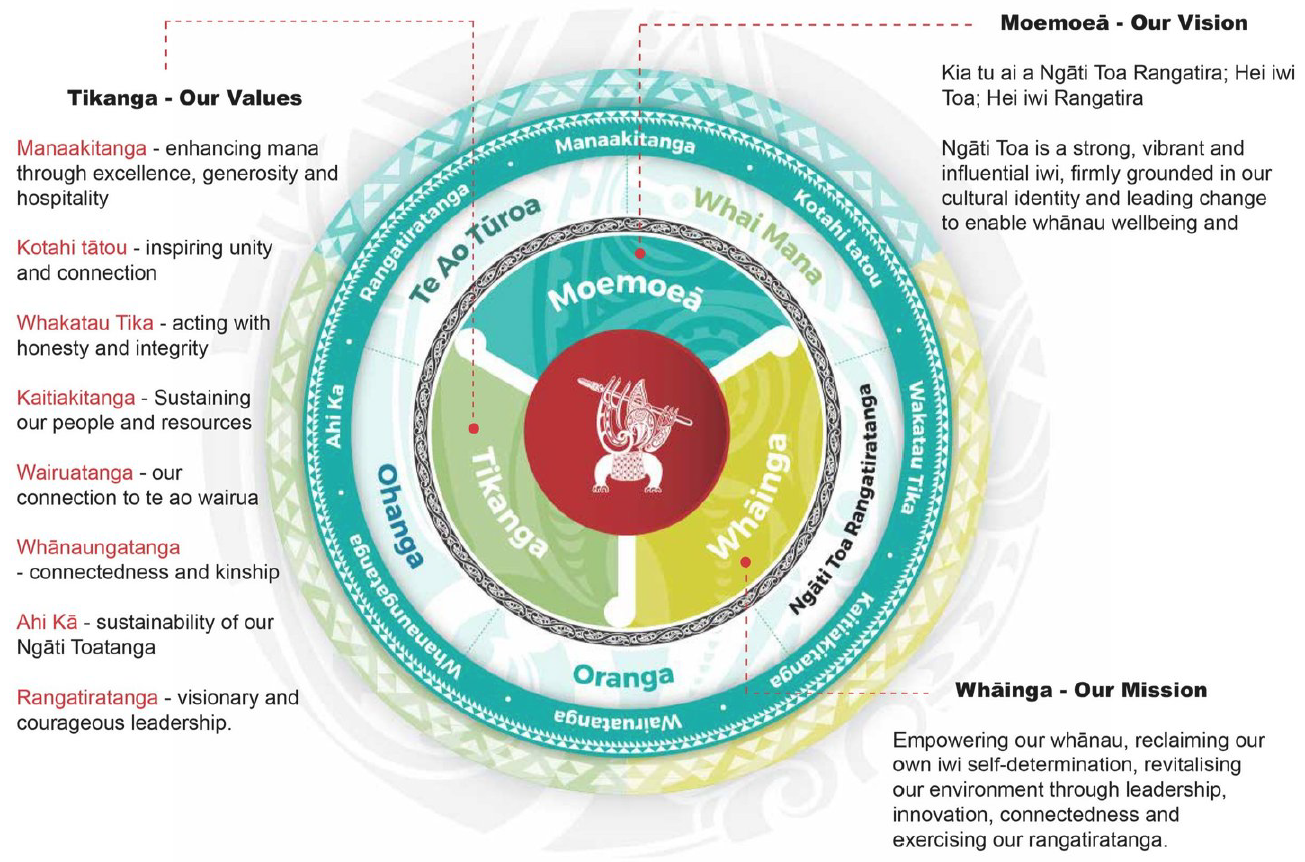 Tikanga - Our Values
Manaakitanga - enhancing mana
through excellence, generosity and
hospitality
Kotahi tātou - inspiring unity
and connection
Whakatau Tika - acting with
honesty and integrity
Kaitiakitanga - Sustaining
our people and resources
Wairuatanga - our
connection to te ao wairua
Whānaungatanga
- connectedness and kinship
Ahi Kā - sustainability of our
Ngāti Toatanga
Rangatiratanga - visionary and
courageous leadership.
Manaakitanga
Kotahi tatou
Wakatau Tika
Kaitiakitanga
Wairuatanga
Whanaungatanga
Ahi Ka
Rangatiratanga
Te Ao Tūroa
Whai Mana
Ngāti Toa Rangatiratanga
Oranga
Ohanga
Moemoeā
Whāinga
Tikanga
Moemoeā - Our Vision
Kia tu ai a Ngāti Toa Rangatira; Hei iwi
Toa; Hei iwi Rangatira
Ngāti Toa is a strong, vibrant and
influential iwi, firmly grounded in our
cultural identity and leading change
to enable whānau wellbeing and
Whāinga - Our Mission
Empowering our whānau, reclaiming our
own iwi self-determination, revitalising
our environment through leadership,
innovation, connectedness and
exercising our rangatiratanga.